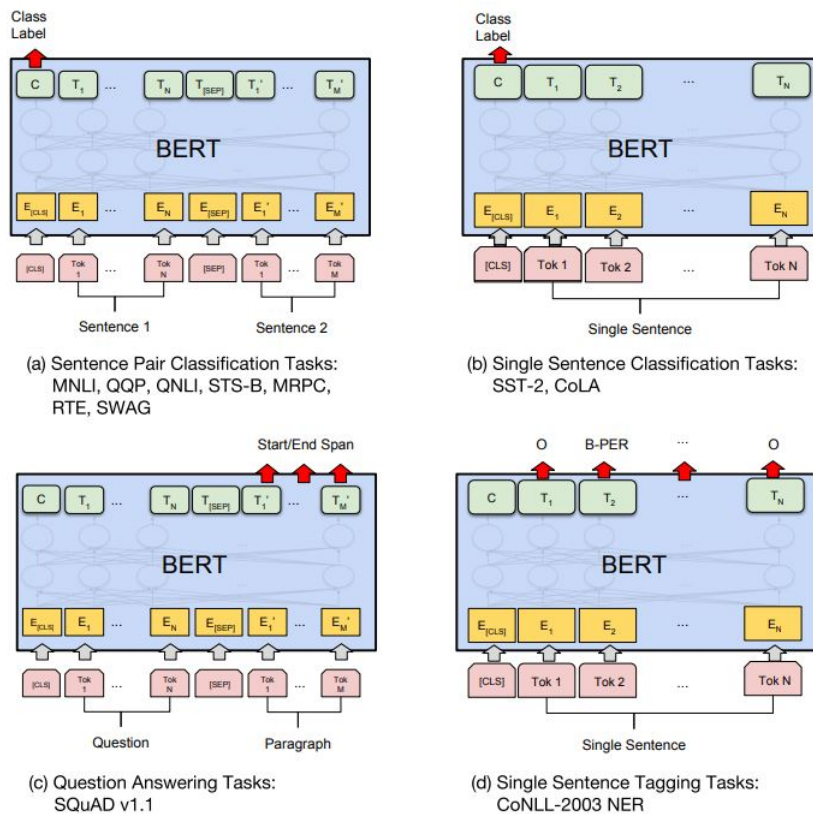 Class
Label
C T1 ... TN T[SEP] T1' ... TM'
BERT
E[CLS] E1 ... EN E[SEP] E1' ... EM'
[CLS] Tok 1 ... Tok N [SEP] Tok 1 ... Tok M
Sentence 1 Sentence 2
(a) Sentence Pair Classification Tasks:
MNLI, QQP, QNLI, STS-B, MRPC,
RTE, SWAG
Class
Label
C T1 T2 ... TN
BERT
E[CLS] E1 E2 ... EN
[CLS] Tok 1 Tok 2 ... Tok N
Single Sentence
(b) Single Sentence Classification Tasks:
SST-2, CoLA
Start/End Span
C T1 ... TN T[SEP] T1' ... TM'
BERT
E[CLS] E1 ... EN E[SEP] E1' ... EM'
[CLS] Tok 1 ... Tok N [SEP] Tok 1 ... Tok M
Question Paragraph
(c) Question Answering Tasks:
SQuAD v1.1
O B-PER ... O
C T1 T2 ... TN
BERT
E[CLS] E1 E2 ... EN
[CLS] Tok 1 Tok 2 ... Tok N
Single Sentence
(d) Single Sentence Tagging Tasks:
CoNLL-2003 NER